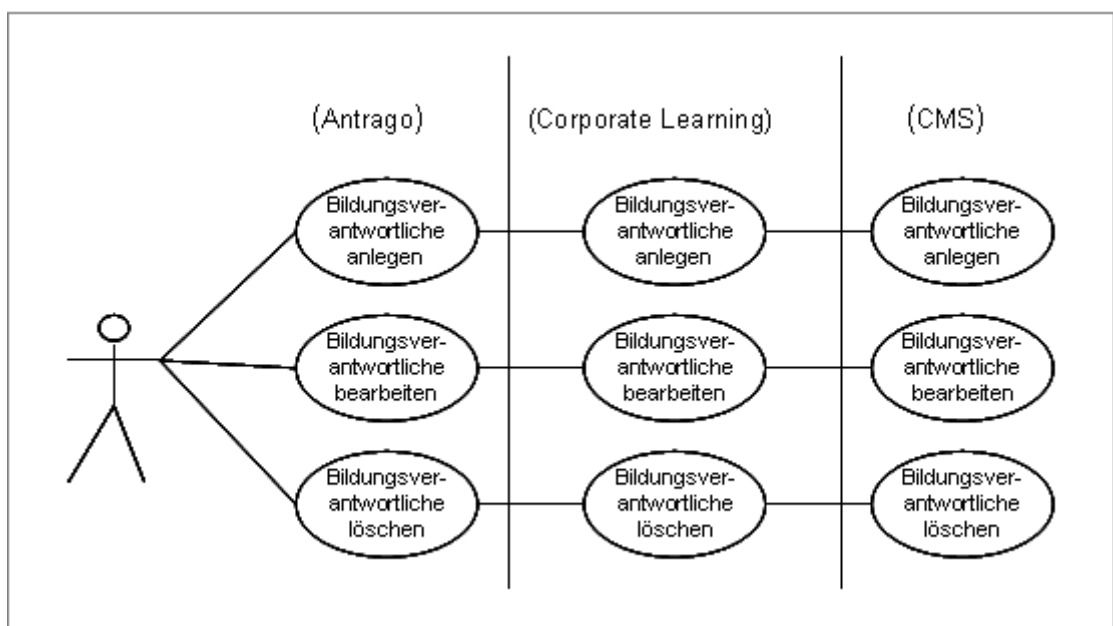 (Antrago)
(Corporate Learning)
(CMS)
Bildungsver-
antwortliche
anlegen
Bildungsver-
antwortliche
anlegen
Bildungsver-
antwortliche
anlegen
Bildungsver-
antwortliche
bearbeiten
Bildungsver-
antwortliche
bearbeiten
Bildungsver-
antwortliche
bearbeiten
Bildungsver-
antwortliche
löschen
Bildungsver-
antwortliche
löschen
Bildungsver-
antwortliche
löschen